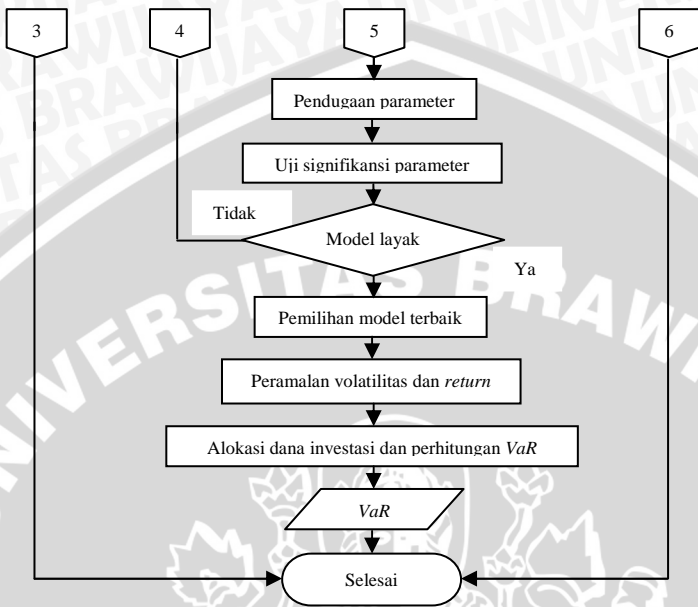 3
4
5
6
Pendugaan parameter
Uji signifikansi parameter
Tidak
Model layak
Ya
Pemilihan model terbaik
Peramalan volatilitas dan return
Alokasi dana investasi dan perhitungan VaR
VaR
Selesai